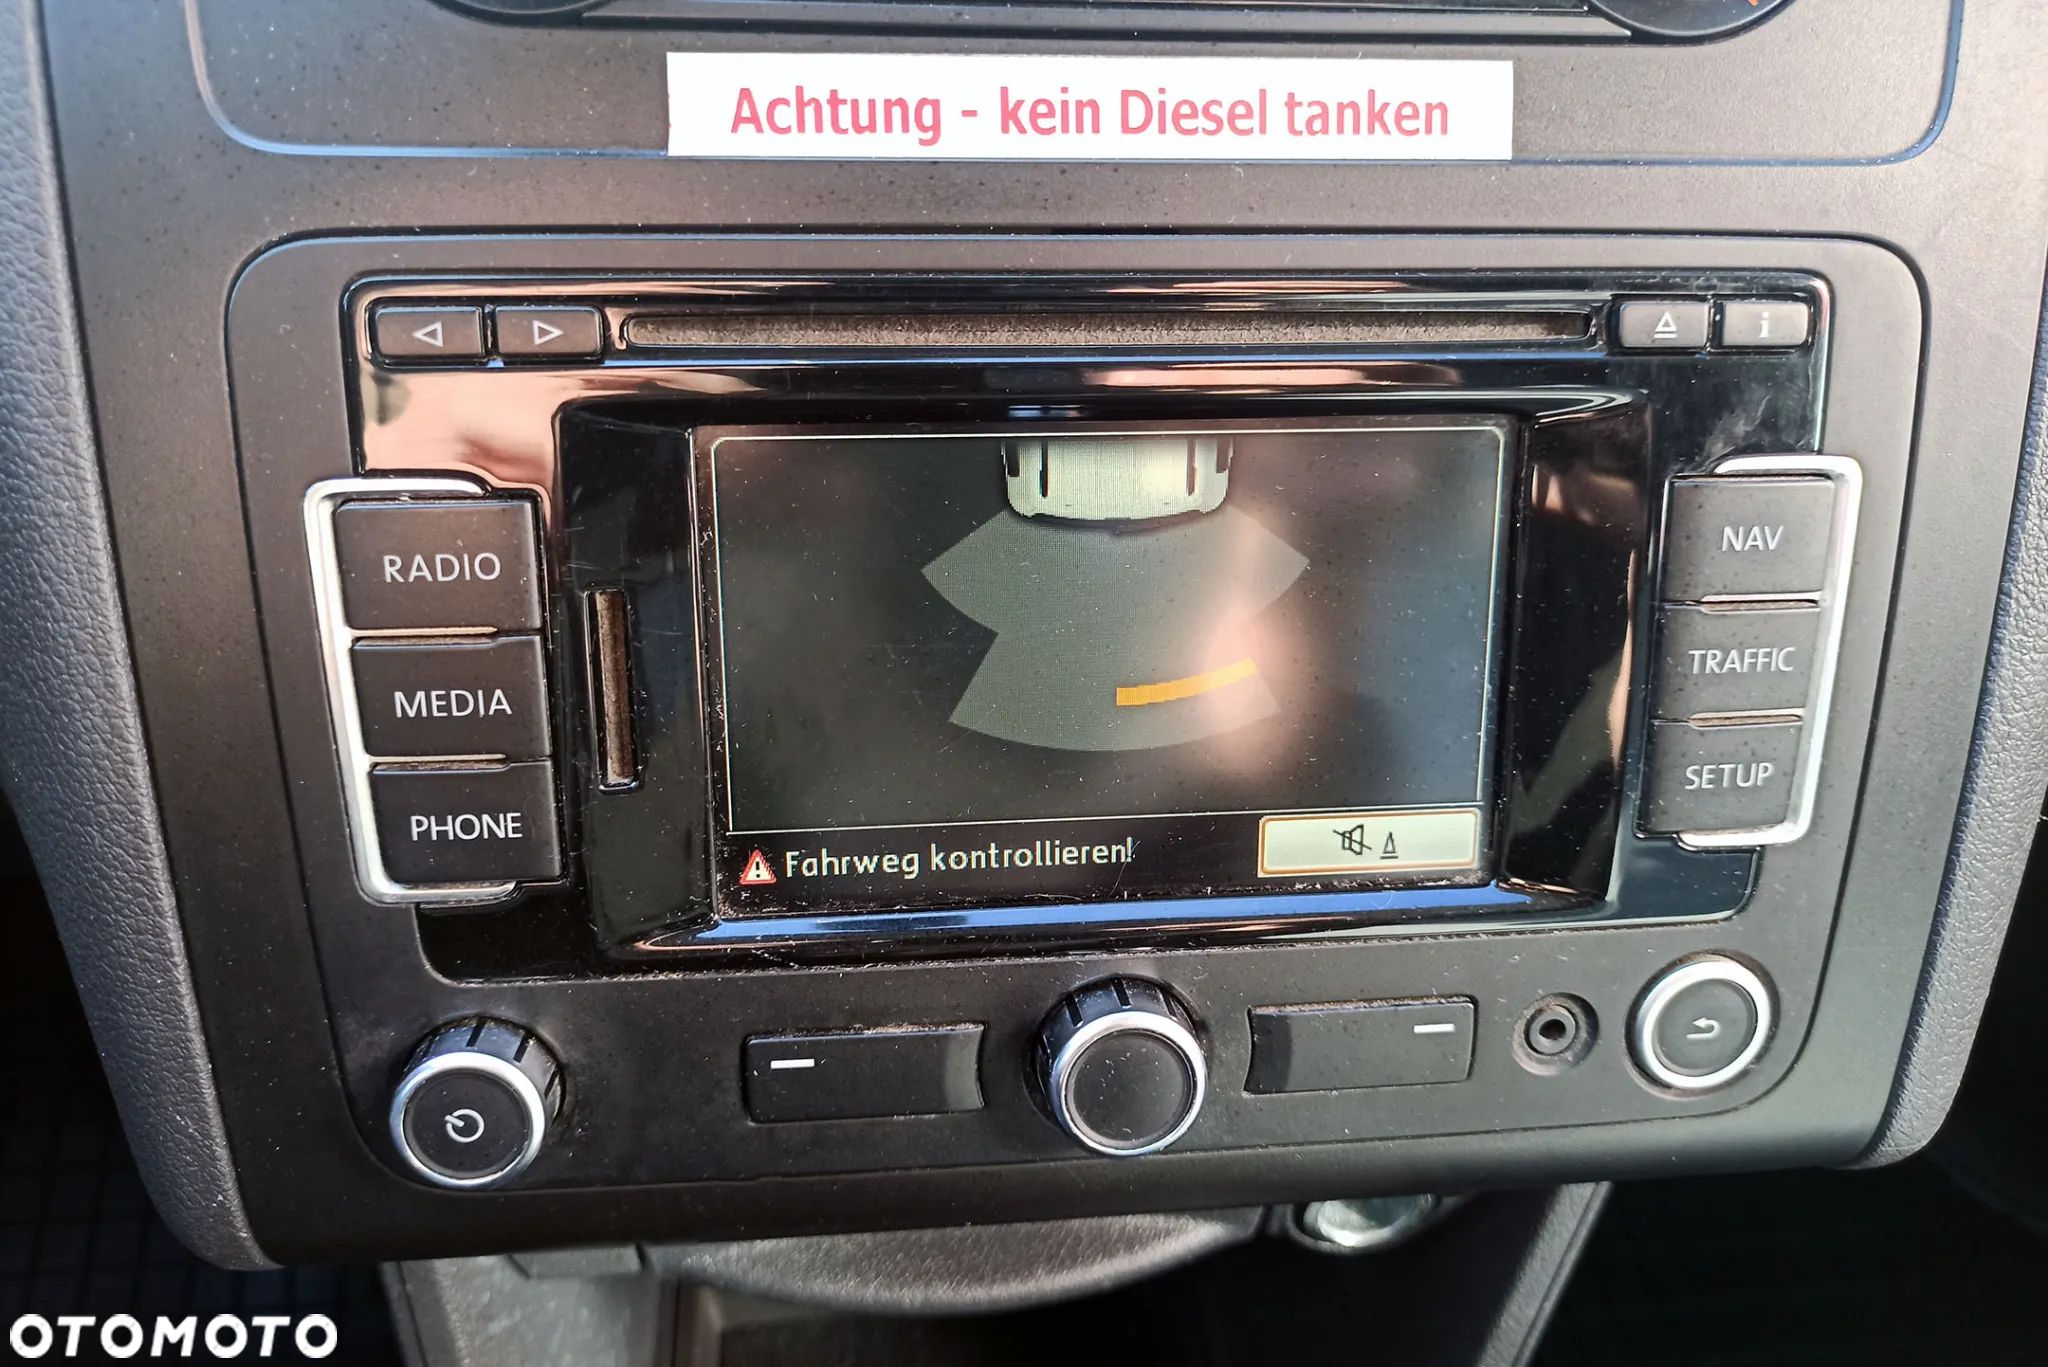 Achtung - kein Diesel tanken
i
RADIO
MEDIA
PHONE
NAV
TRAFFIC
SETUP
Fahrweg kontrollieren!
OTOMOTO